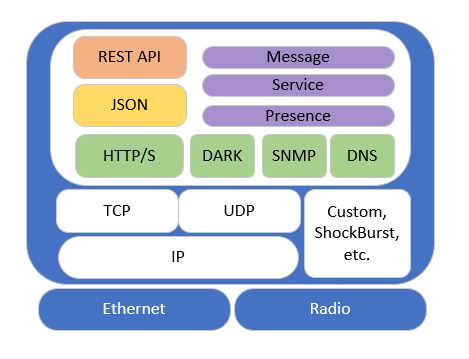 REST API
Message
Service
JSON
Presence
HTTP/S
DARK
SNMP
DNS
TCP
UDP
Custom,
ShockBurst,
etc.
IP
Ethernet
Radio